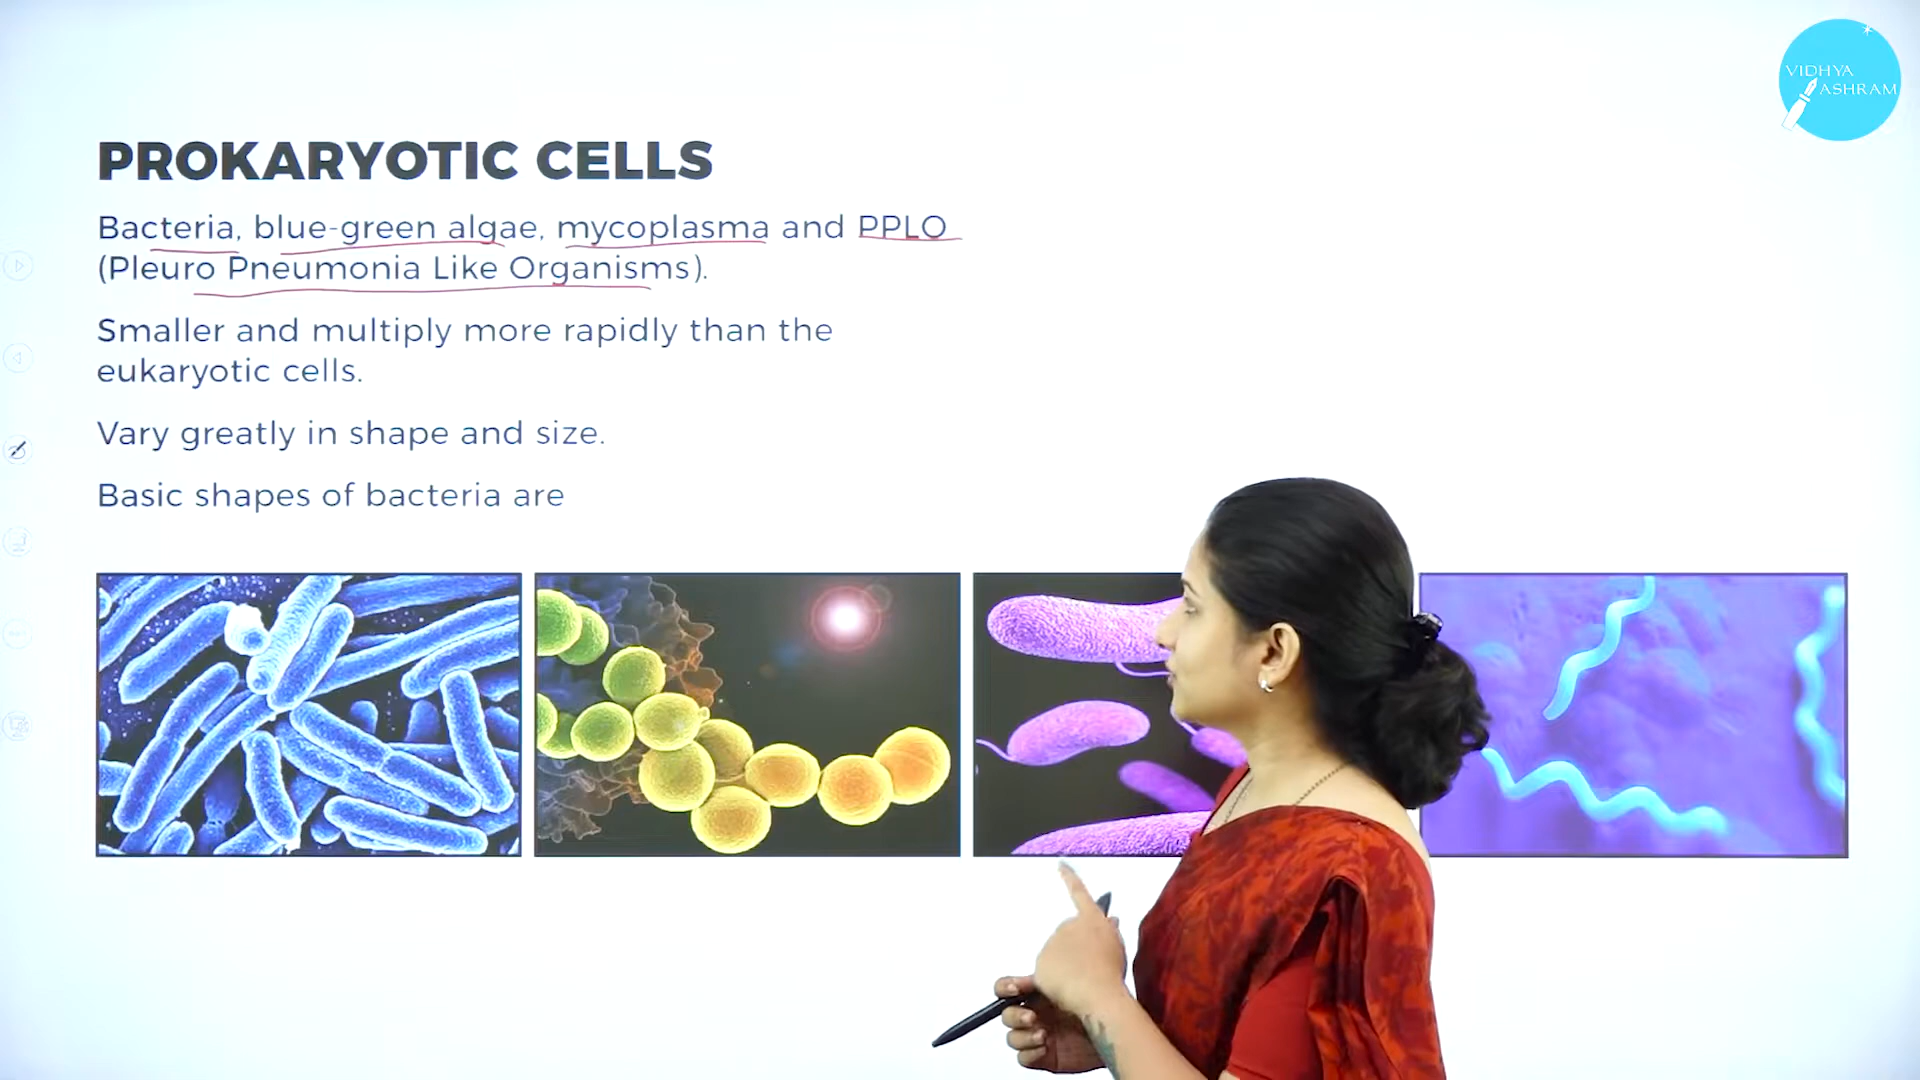 VIDHYA
ASHRAM
PROKARYOTIC CELLS
Bacteria, blue-green algae, mycoplasma and PPLO
(Pleuro Pneumonia Like Organisms).
Smaller and multiply more rapidly than the
eukaryotic cells.
Vary greatly in shape and size.
Basic shapes of bacteria are